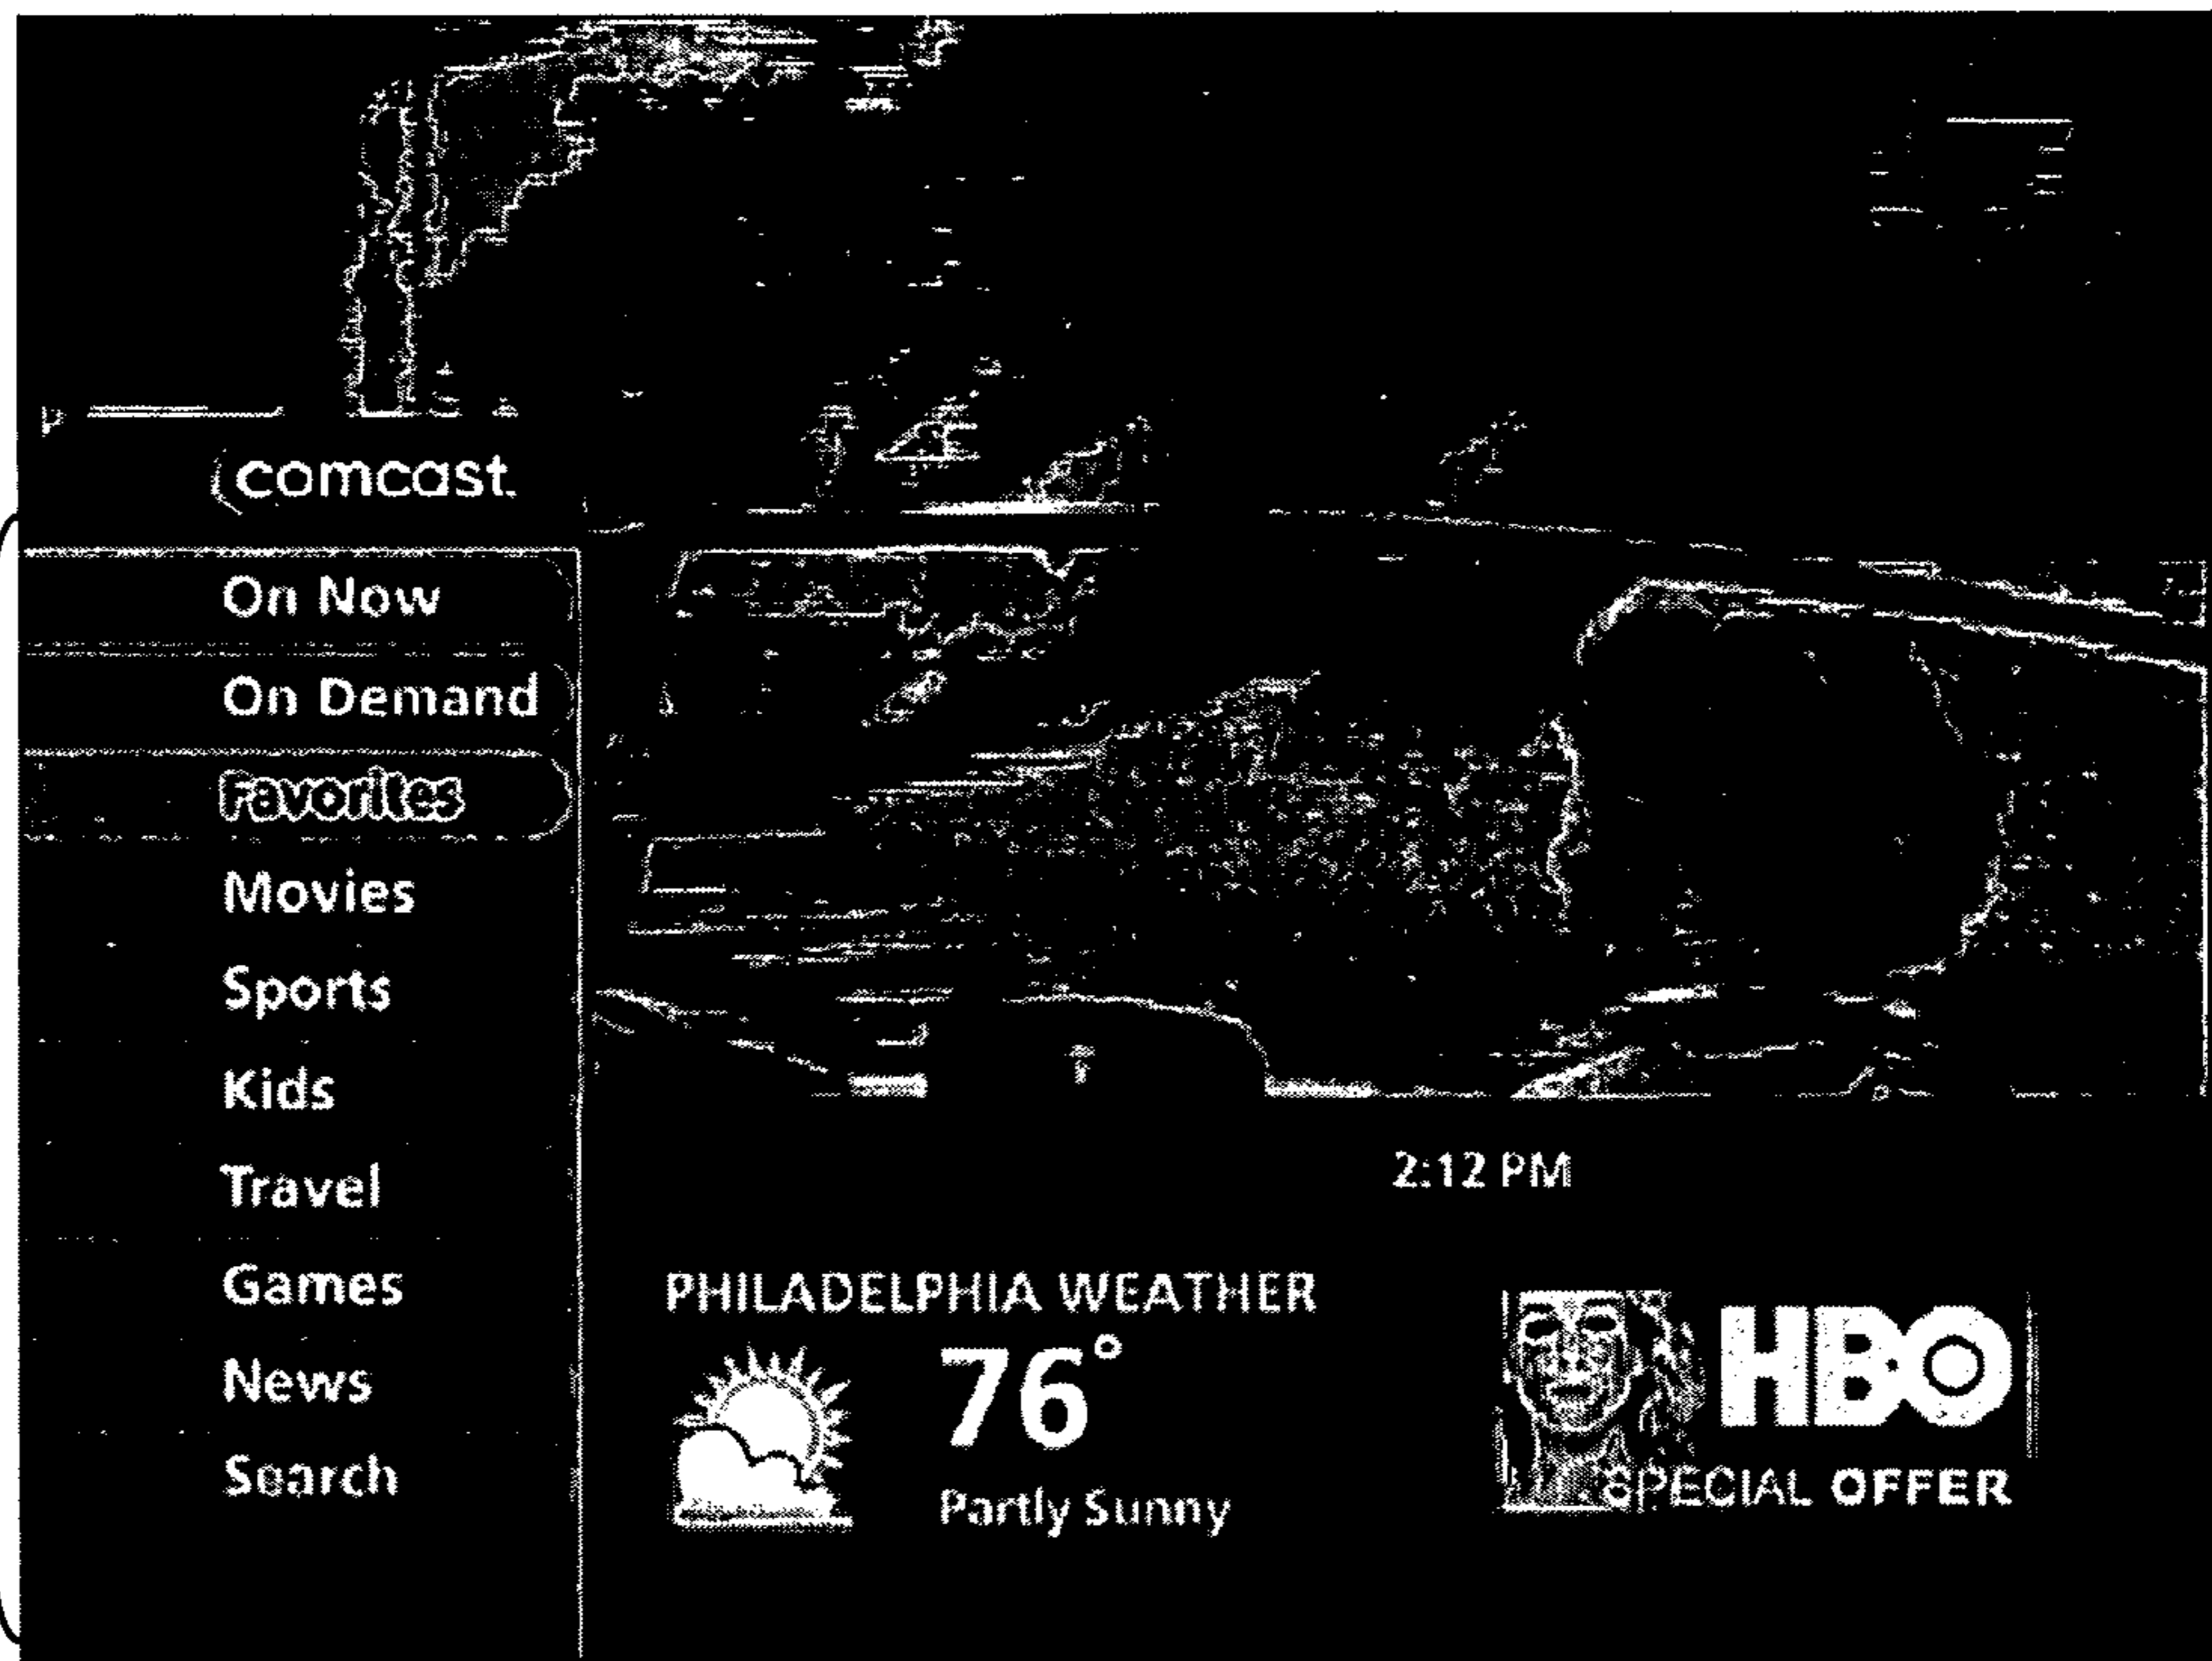 comcast.
On Now
On Demand
Favorites
Movies
Sports
Kids
Travel
Games
News
Search
2:12 PM
PHILADELPHIA WEATHER
76°
Partly Sunny
HBO
SPECIAL OFFER